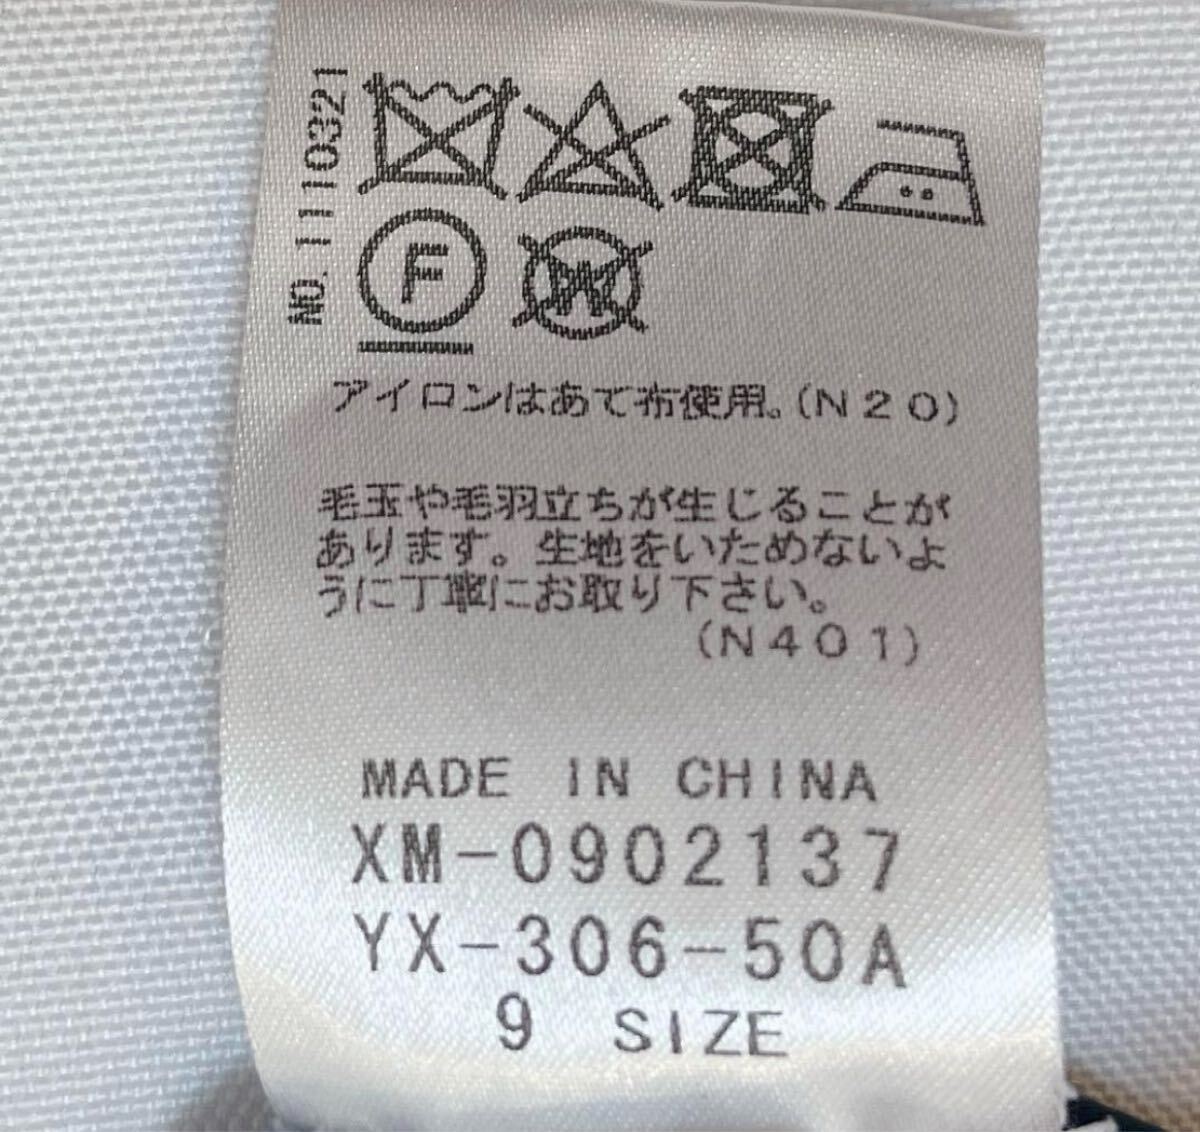 NO. 1110321
F
W
アイロンはあて布使用。(N20)
毛玉や毛羽立ちが生じることが
あります。生地をいためないよ
うに丁寧にお取り下さい。
(N401)
MADE IN CHINA
XM-0902137
YX-306-50A
9 SIZE